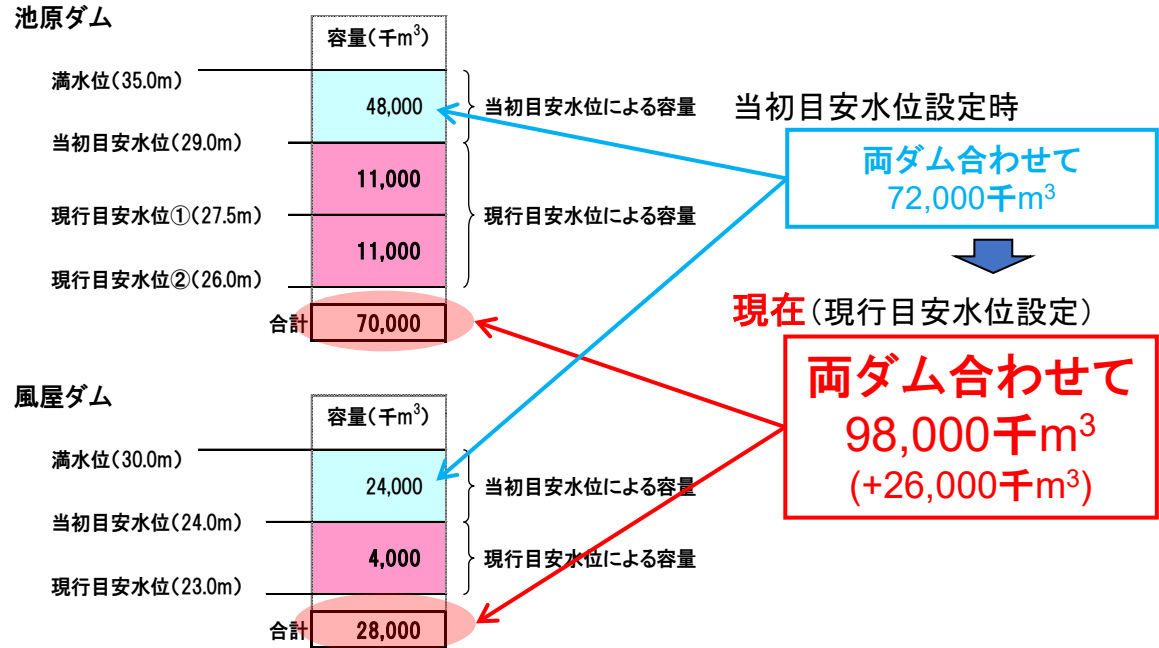 池原ダム
容量(千m³)
満水位(35.0m)
48,000
当初目安水位による容量
当初目安水位(29.0m)
11,000
現行目安水位①(27.5m)
現行目安水位による容量
11,000
現行目安水位②(26.0m)
合計 70,000
風屋ダム
容量(千m³)
満水位(30.0m)
24,000
当初目安水位による容量
当初目安水位(24.0m)
4,000
現行目安水位による容量
現行目安水位(23.0m)
合計 28,000
当初目安水位設定時
両ダム合わせて
72,000千m³
現在(現行目安水位設定)
両ダム合わせて
98,000千m³
(+26,000千m³)